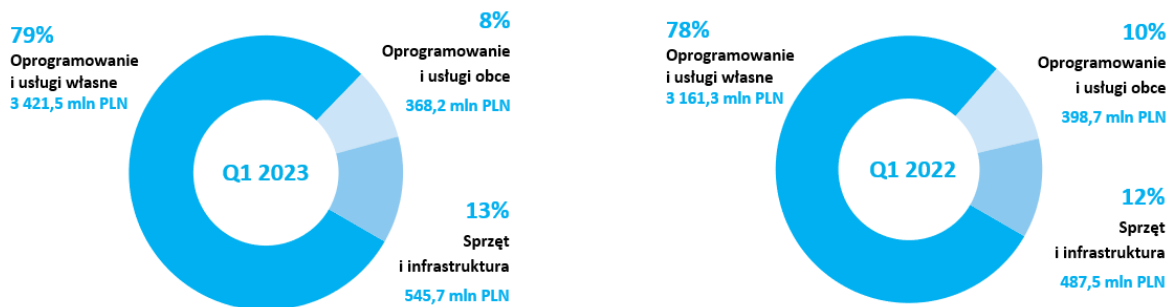 79%
Oprogramowanie
i usługi własne
3 421,5 mln PLN
8%
Oprogramowanie
i usługi obce
368,2 mln PLN
Q1 2023
13%
Sprzęt
i infrastruktura
545,7 mln PLN
78%
Oprogramowanie
i usługi własne
3 161,3 mln PLN
10%
Oprogramowanie
i usługi obce
398,7 mln PLN
Q1 2022
12%
Sprzęt
i infrastruktura
487,5 mln PLN